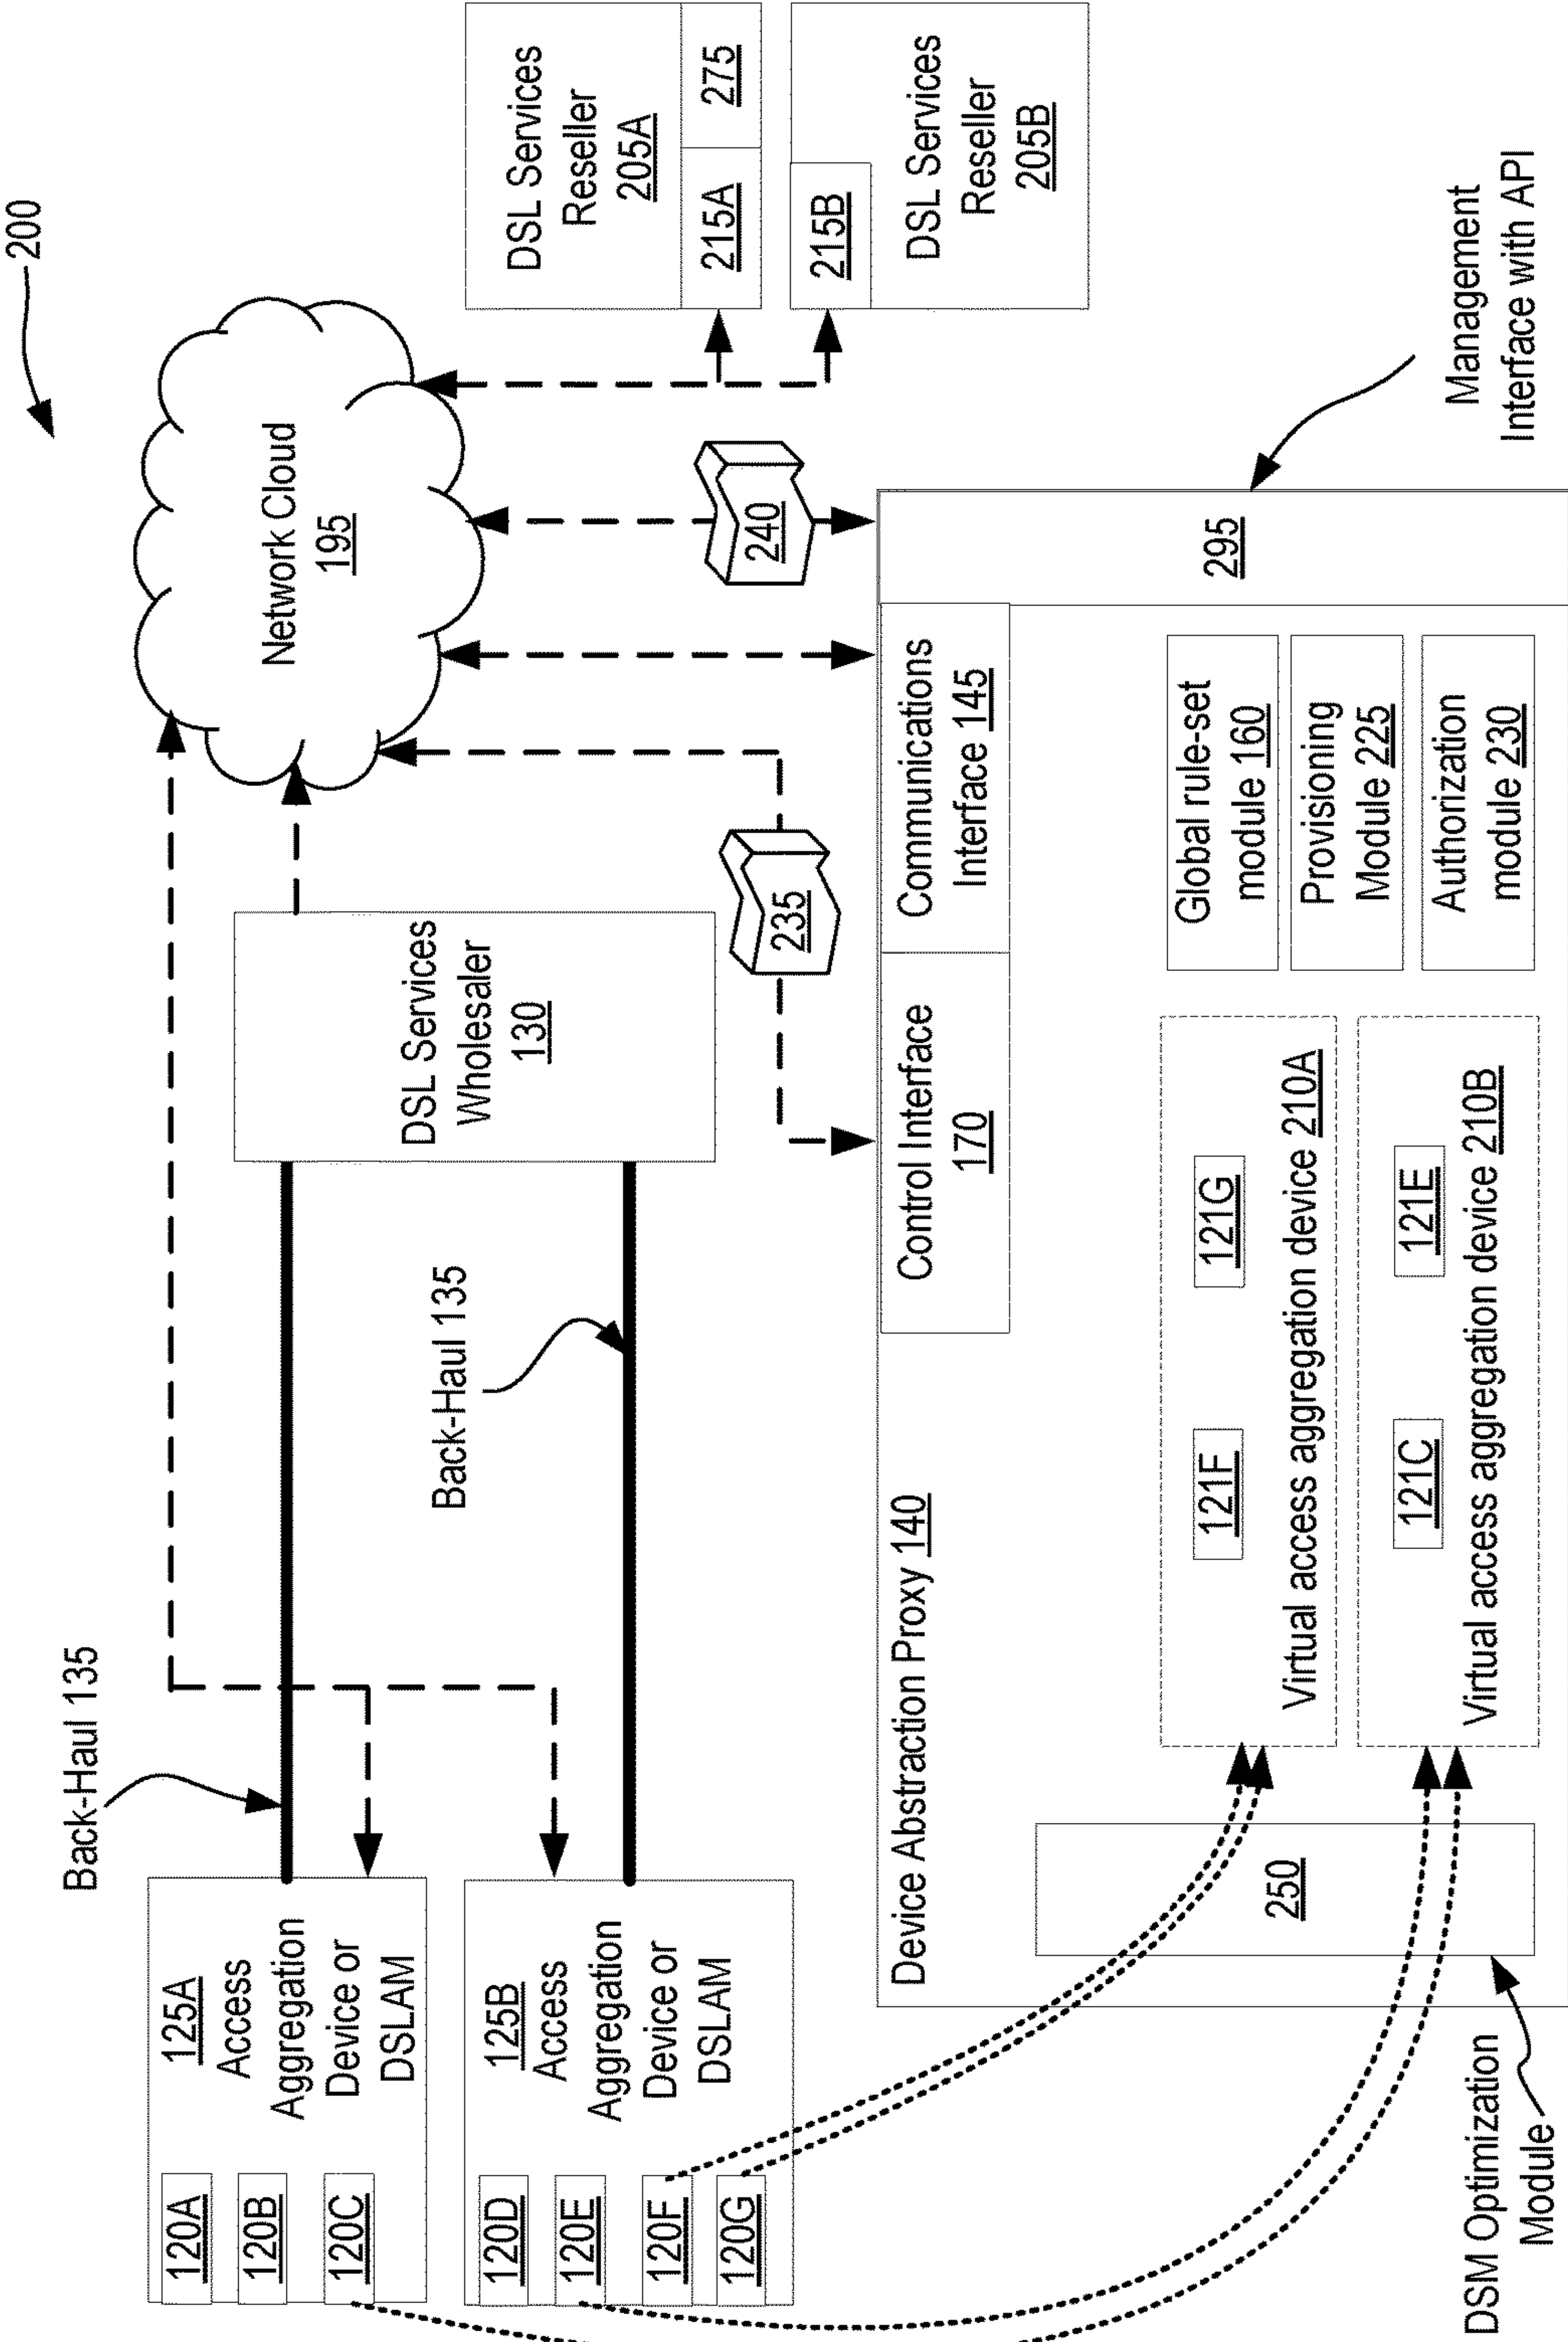 200
Back-Haul 135
125A
Access
Aggregation
Device or
DSLAM
120A
120B
120C
125B
Access
Aggregation
Device or
DSLAM
120D
120E
120F
120G
Back-Haul 135
DSL Services
Wholesaler
130
Network Cloud
195
DSL Services
Reseller
205A
215A
275
215B
DSL Services
Reseller
205B
235
240
Device Abstraction Proxy 140
Control Interface
170
Communications
Interface 145
295
Management
Interface with API
Global rule-set
module 160
Provisioning
Module 225
Authorization
module 230
121F
121G
Virtual access aggregation device 210A
121C
121E
Virtual access aggregation device 210B
250
DSM Optimization
Module